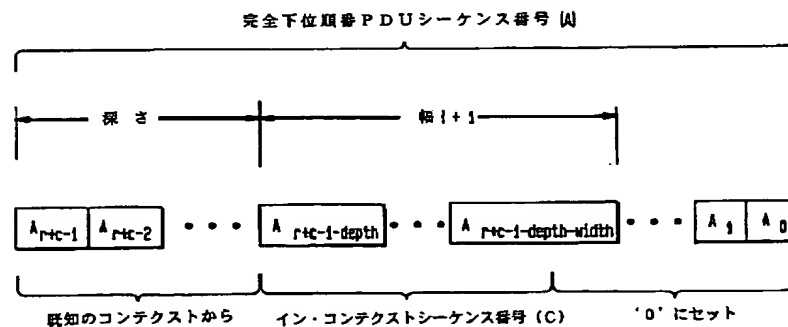 完全下位順番PDUシーケンス番号 (A)
深さ 幅 + 1
A r+c-1 A r+c-2 • • • A r+c-1-depth • • • A r+c-1-depth-width • • • A 1 A 0
既知のコンテクストから イン・コンテクストシーケンス番号 (C) '0' にセット